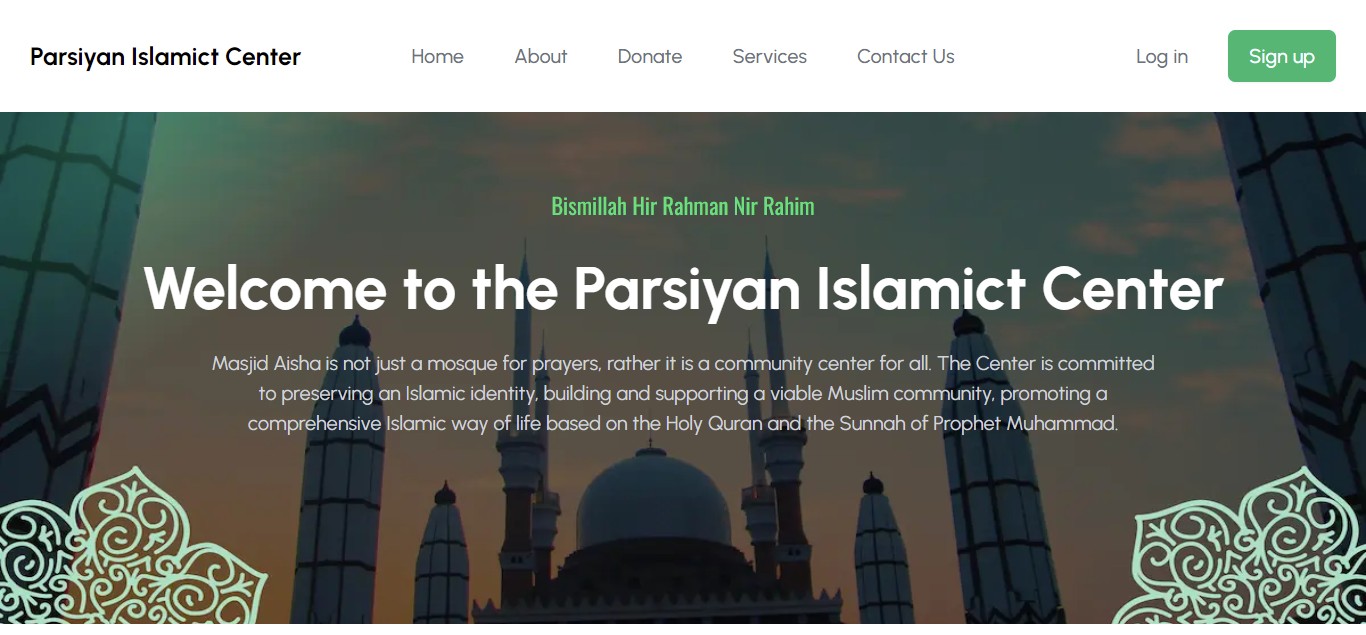 Parsiyan Islamict Center
Home
About
Donate
Services
Contact Us
Log in
Sign up
Bismillah Hir Rahman Nir Rahim
Welcome to the Parsiyan Islamict Center
Masjid Aisha is not just a mosque for prayers, rather it is a community center for all. The Center is committed
to preserving an Islamic identity, building and supporting a viable Muslim community, promoting a
comprehensive Islamic way of life based on the Holy Quran and the Sunnah of Prophet Muhammad.